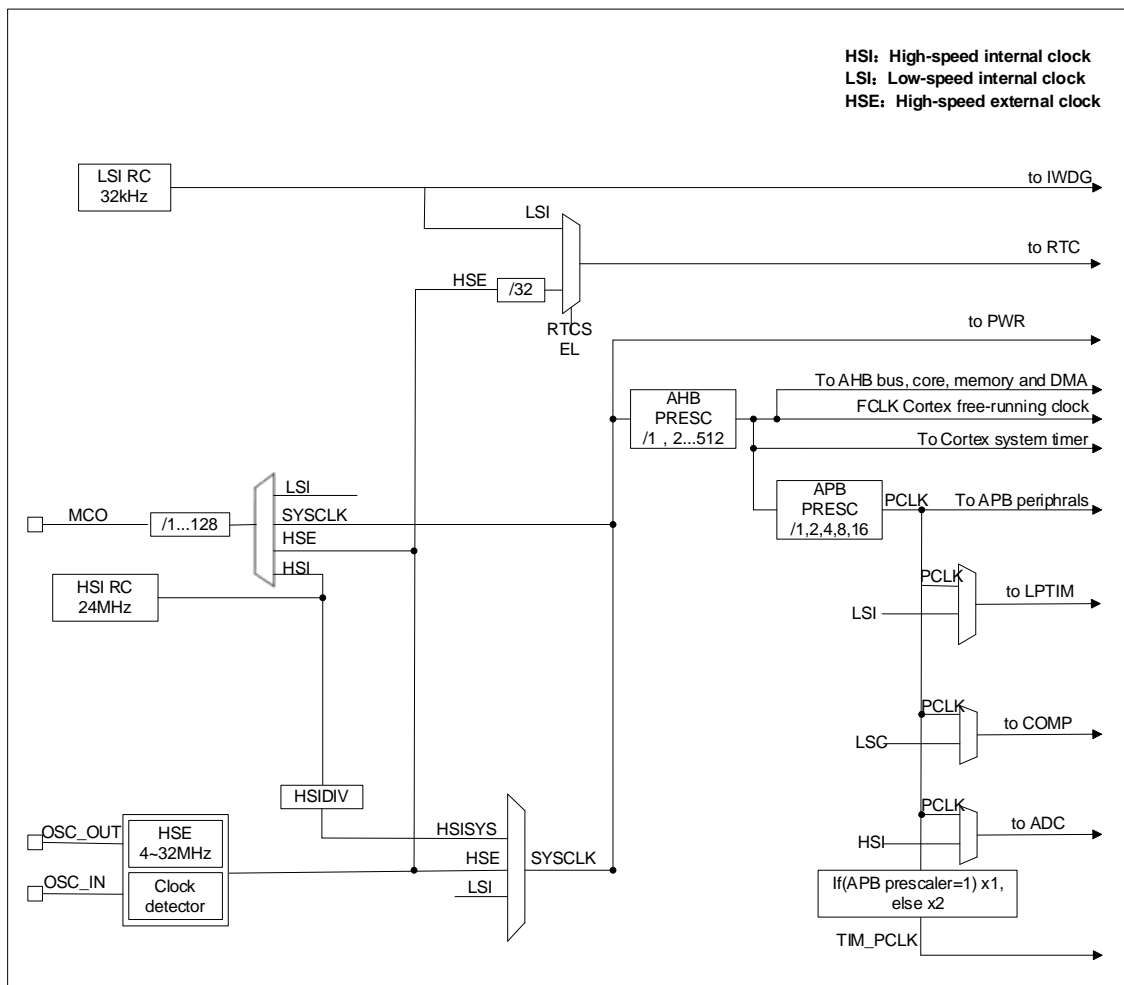 HSI：High-speed internal clock
LSI：Low-speed internal clock
HSE：High-speed external clock
LSI RC
32kHz
to IWDG
LSI
to RTC
HSE
/32
RTCS
EL
to PWR
To AHB bus, core, memory and DMA
AHB
PRESC
/1 , 2...512
FCLK Cortex free-running clock
To Cortex system timer
LSI
APB
PRESC
/1,2,4,8,16
PCLK
To APB periphrals
MCO
/1...128
SYSCLK
HSE
HSI
HSI RC
24MHz
PCLK
to LPTIM
LSI
PCLK
to COMP
LSC
HSIDIV
PCLK
to ADC
HSI
OSC_OUT
HSE
4~32MHz
HSISYS
HSE
SYSCLK
LSI
OSC_IN
Clock
detector
If(APB prescaler=1) x1,
else x2
TIM_PCLK